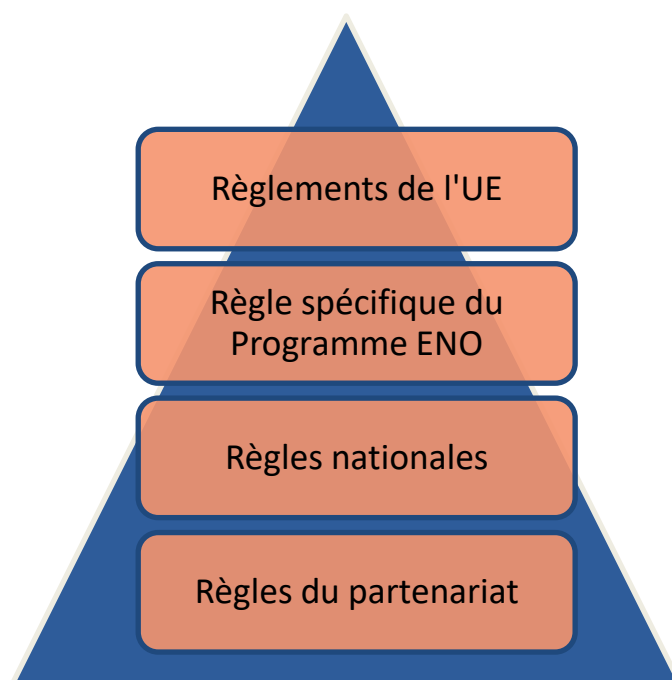 Règlements de l'UE
Règle spécifique du
Programme ENO
Règles nationales
Règles du partenariat